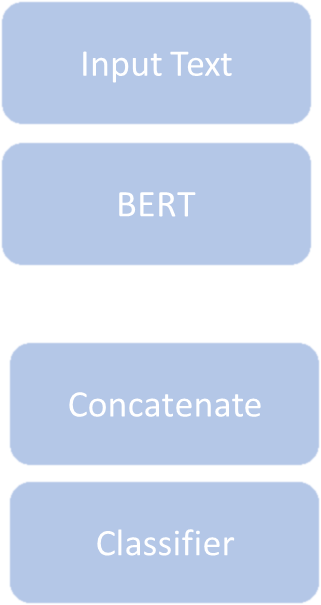 Input Text
BERT
Concatenate
Classifier